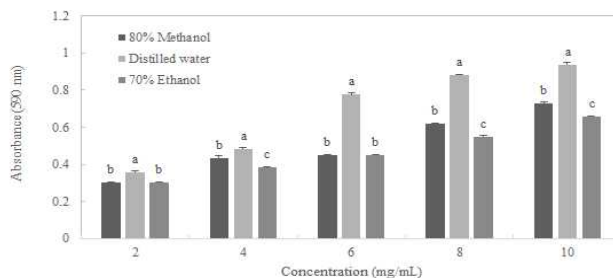 1.2
1
0.8
0.6
0.4
0.2
0
Absorbance (590 nm)
80% Methanol
Distilled water
70% Ethanol
b a b
b a c
b a b
b a c
b a c
2 4 6 8 10
Concentration (mg/mL)